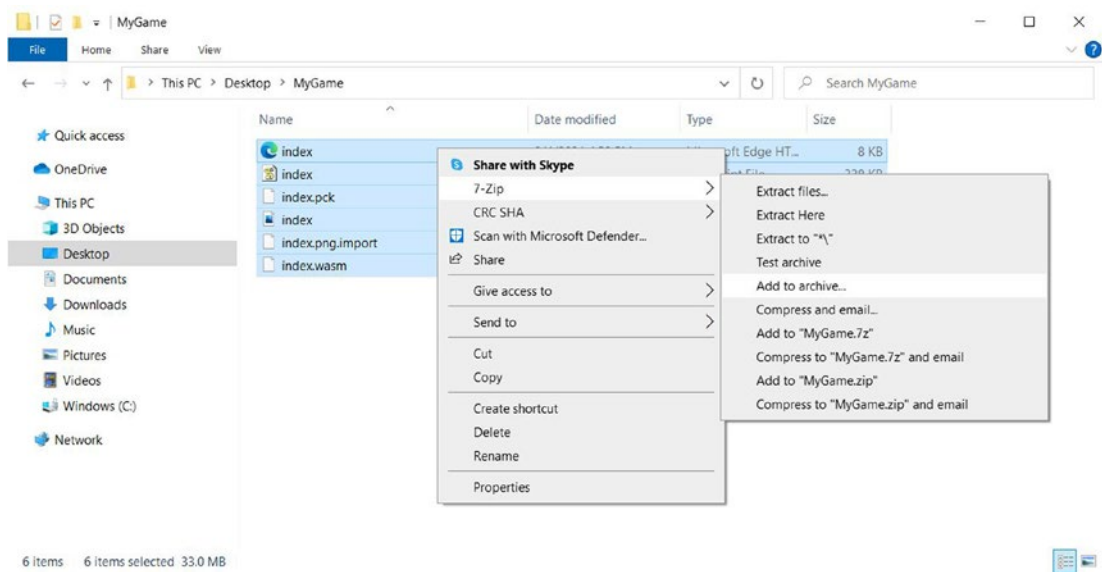 MyGame
File Home Share View
This PC > Desktop > MyGame
Search MyGame
Name Date modified Type Size
Quick access
OneDrive
This PC
3D Objects
Desktop
Documents
Downloads
Music
Pictures
Videos
Windows (C:)
Network
index 8 KB
index
index.pck
index
index.png.import
index.wasm
Share with Skype
7-Zip
CRC SHA
Scan with Microsoft Defender...
Share
Give access to
Send to
Cut
Copy
Create shortcut
Delete
Rename
Properties
Extract files...
Extract Here
Extract to "*\"
Test archive
Add to archive...
Compress and email...
Add to "MyGame.7z"
Compress to "MyGame.7z" and email
Add to "MyGame.zip"
Compress to "MyGame.zip" and email
6 items 6 items selected 33.0 MB